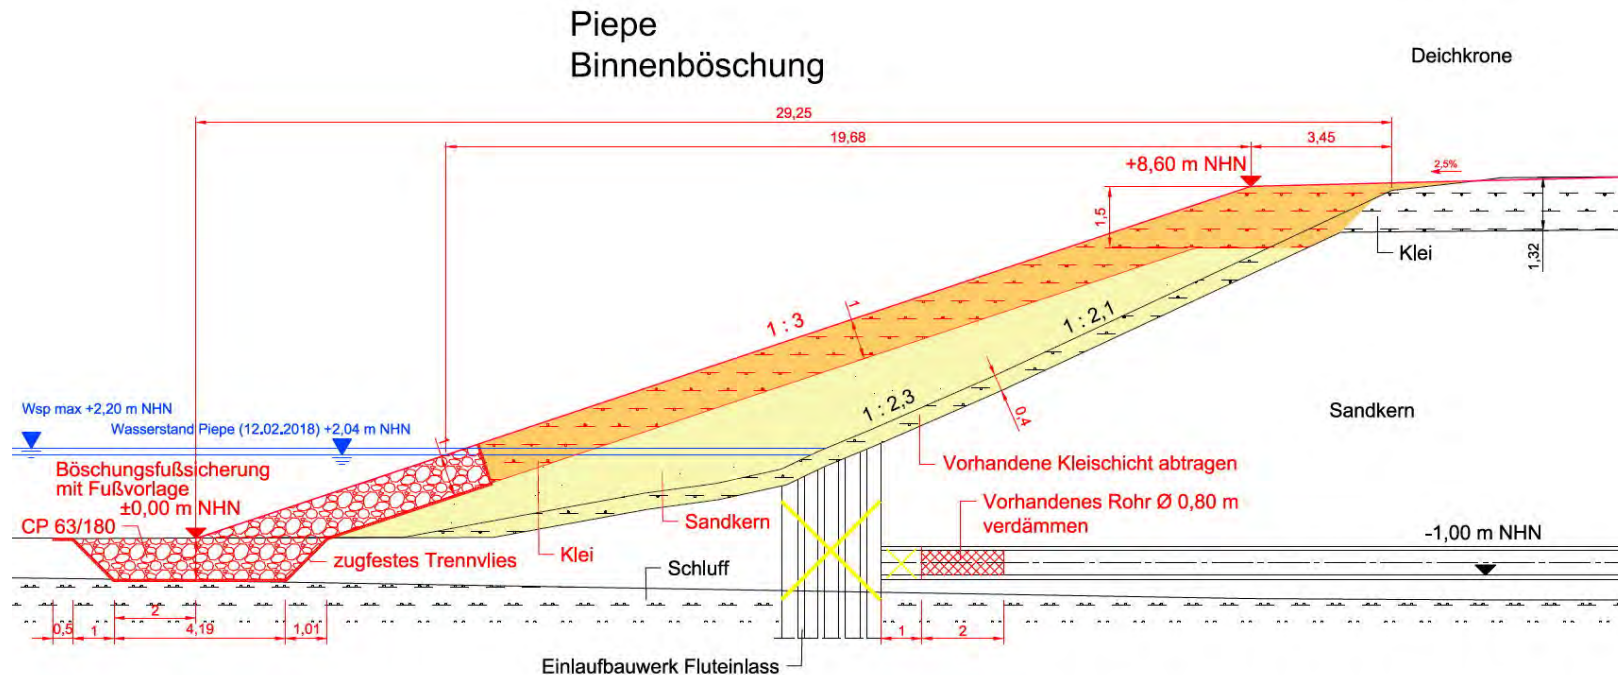 Piepe
Binnenböschung
Deichkrone
29,25
19,68
3,45
+8,60 m NHN
2,5%
1,5
Klei
1,32
1 : 3
1
1 : 2,1
1 : 2,3
0,4
Sandkern
Wsp max +2,20 m NHN
Wasserstand Piepe (12.02.2018) +2,04 m NHN
1
Böschungsfußsicherung
mit Fußvorlage
±0,00 m NHN
CP 63/180
Vorhandene Kleischicht abtragen
Vorhandenes Rohr Ø 0,80 m
verdämmen
Sandkern
-1,00 m NHN
zugfestes Trennvlies
Klei
Schluff
2
0,5
1
4,19
1,01
1
2
Einlaufbauwerk Fluteinlass